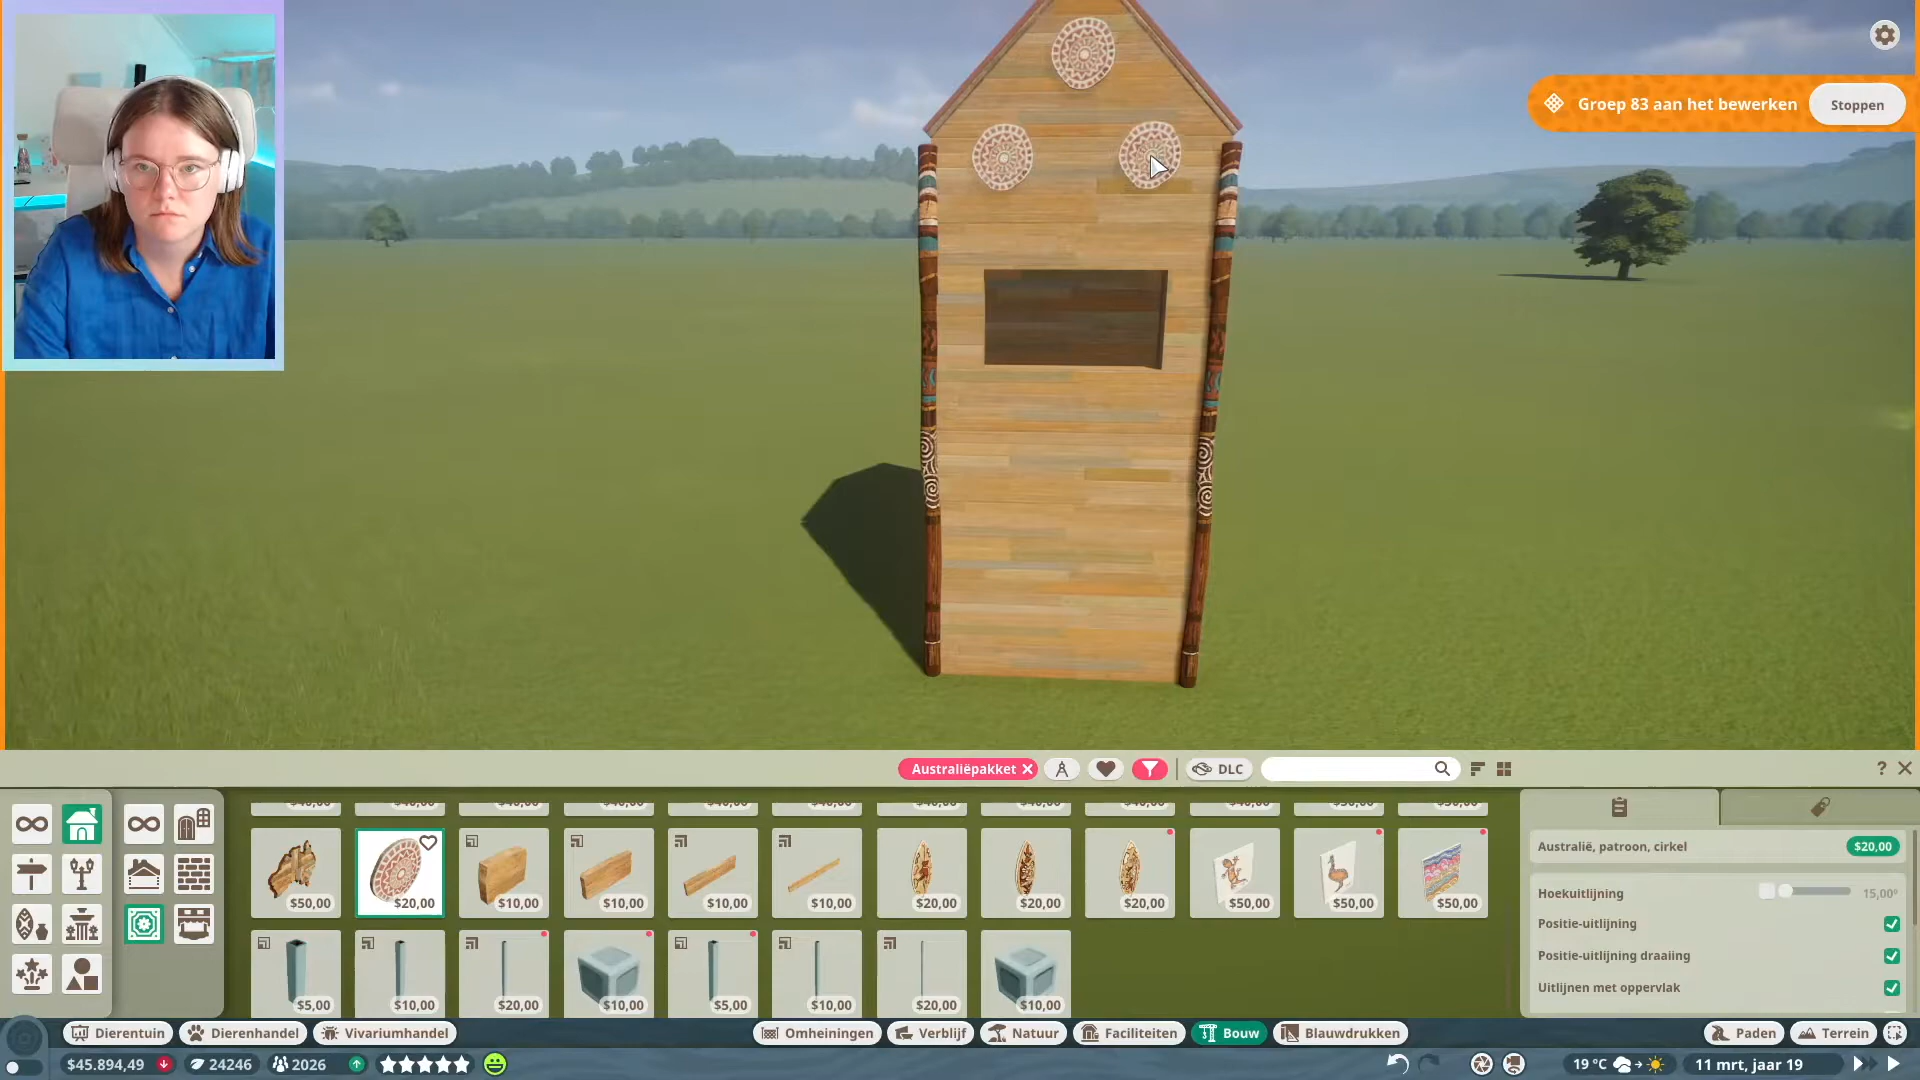 Groep 83 aan het bewerken
Stoppen
Australiëpakket
DLC
$50,00
$20,00
$10,00
$10,00
$10,00
$10,00
$20,00
$20,00
$20,00
$50,00
$50,00
$50,00
$5,00
$10,00
$20,00
$10,00
$5,00
$10,00
$20,00
$10,00
Australië, patroon, cirkel
$20,00
Hoekuitlijning
15,00°
Positie-uitlijning
Positie-uitlijning draaiing
Uitlijnen met oppervlak
Dierentuin
Dierenhandel
Vivariumhandel
Omheiningen
Verblijf
Natuur
Faciliteiten
Bouw
Blauwdrukken
Paden
Terrein
$45.894,49
24246
2026
19 °C
11 mrt, jaar 19